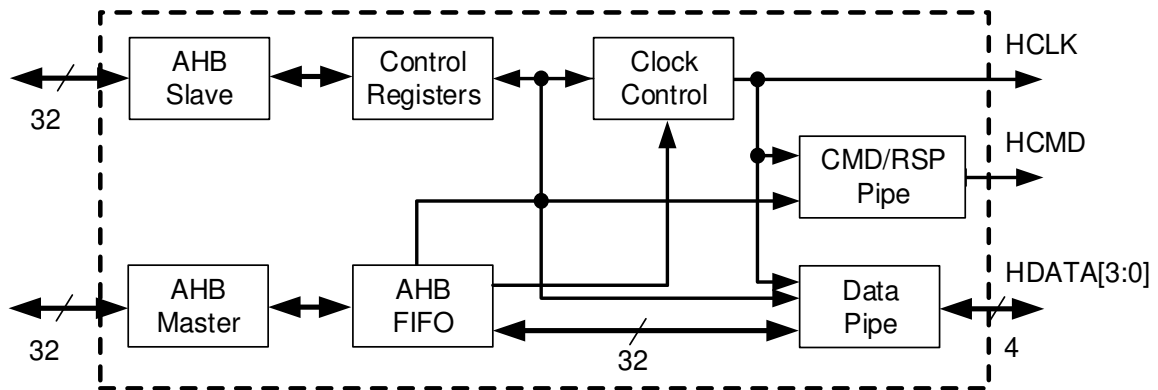 AHB
Slave
Control
Registers
Clock
Control
HCLK
32
HCMD
CMD/RSP
Pipe
AHB
Master
AHB
FIFO
Data
Pipe
HDATA[3:0]
32
32
4